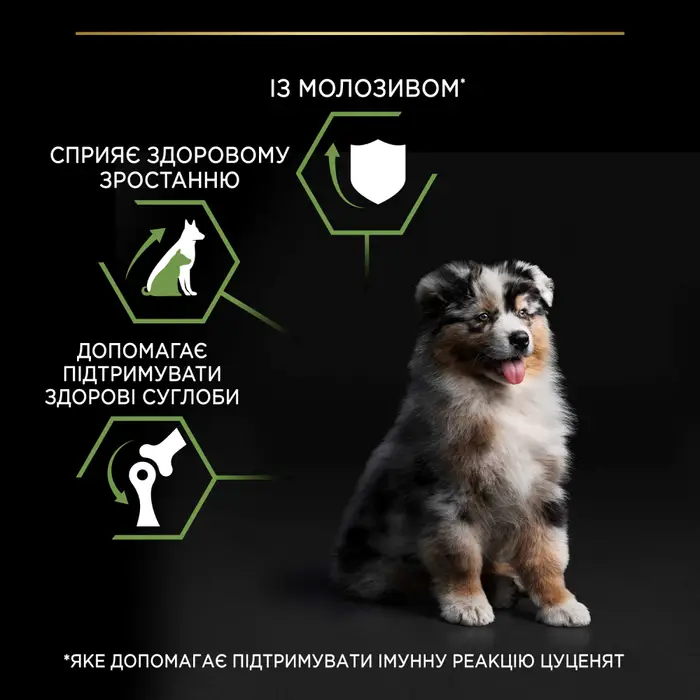 ІЗ МОЛОЗИВОМ*
СПРИЯЄ ЗДОРОВОМУ
ЗРОСТАННЮ
ДОПОМАГАЄ
ПІДТРИМУВАТИ
ЗДОРОВІ СУГЛОБИ
*ЯКЕ ДОПОМАГАЄ ПІДТРИМУВАТИ ІМУННУ РЕАКЦІЮ ЦУЦЕНЯТ